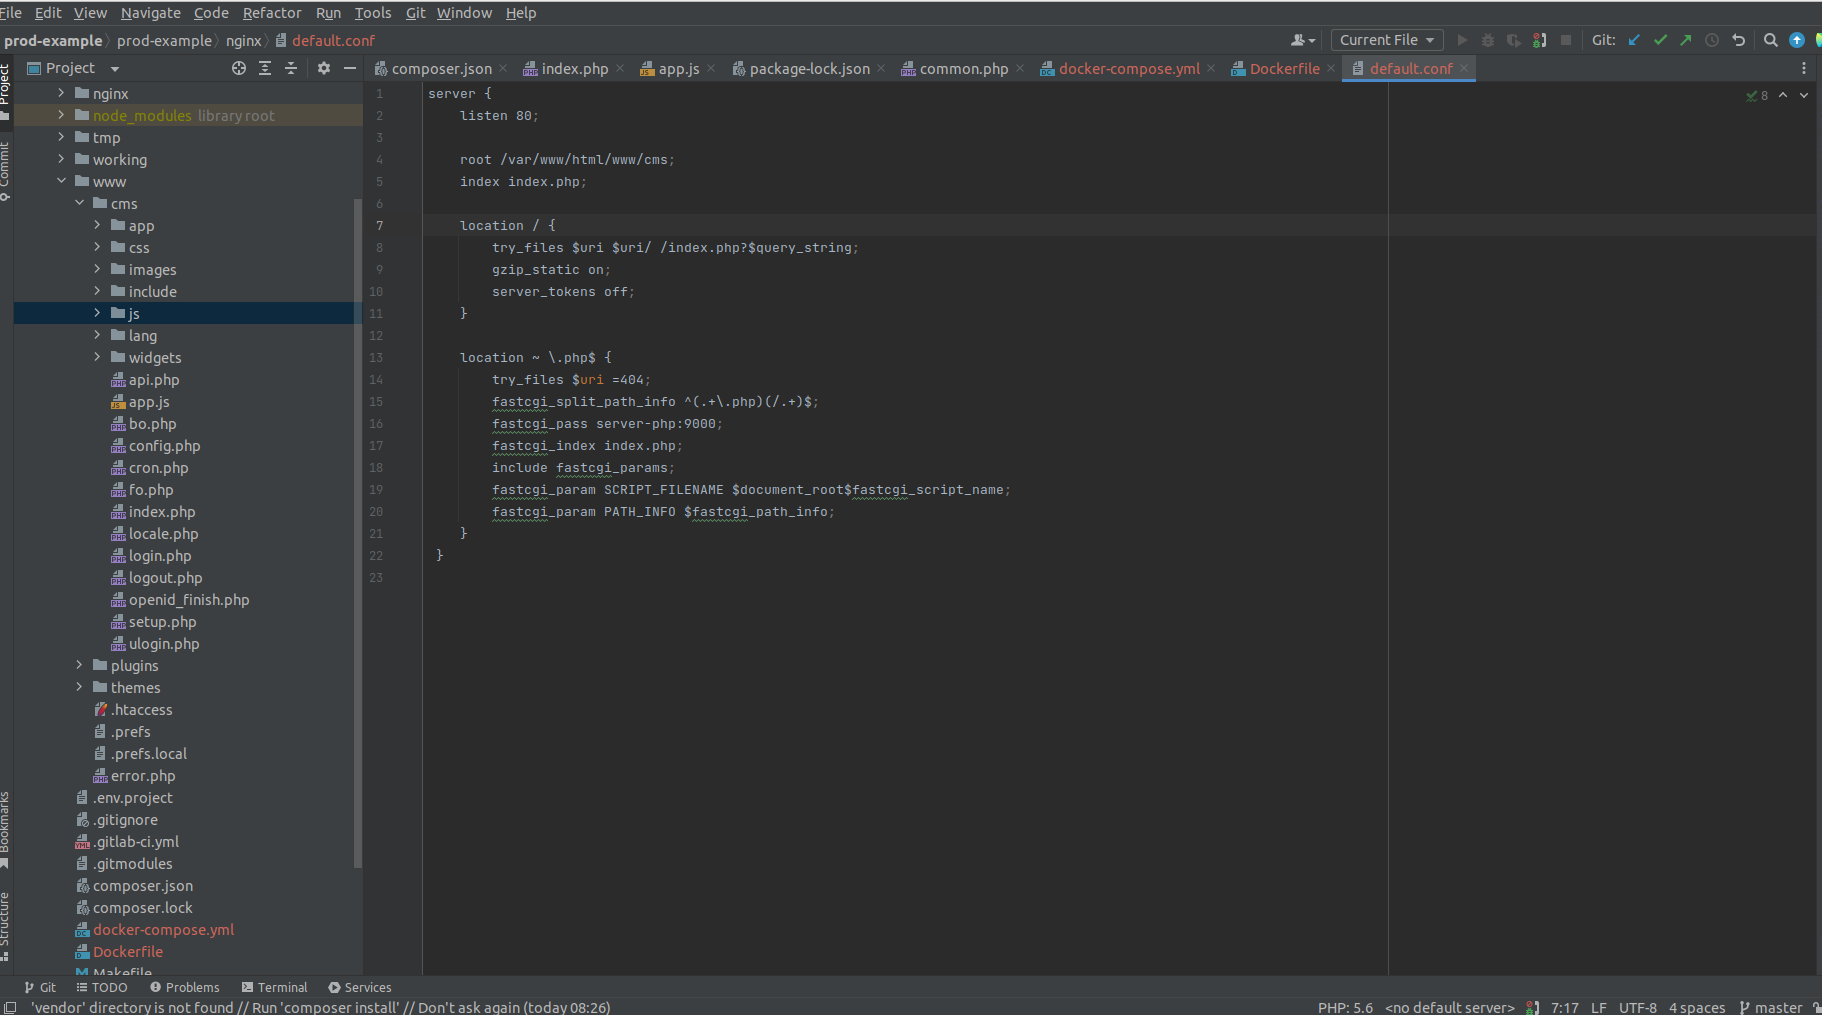 File Edit View Navigate Code Refactor Run Tools Git Window Help
prod-example prod-example nginx default.conf
Current File Git:
Project
composer.json index.php app.js package-lock.json common.php docker-compose.yml Dockerfile default.conf
Project
Commit
Bookmarks
Structure
nginx
node_modules library root
tmp
working
www
cms
app
css
images
include
js
lang
widgets
api.php
app.js
bo.php
config.php
cron.php
fo.php
index.php
locale.php
login.php
logout.php
openid_finish.php
setup.php
ulogin.php
plugins
themes
.htaccess
.prefs
.prefs.local
error.php
.env.project
.gitignore
.gitlab-ci.yml
.gitmodules
composer.json
composer.lock
docker-compose.yml
Dockerfile
Makefile
8
1 server {
2     listen 80;
3
4     root /var/www/html/www/cms;
5     index index.php;
6
7     location / {
8         try_files $uri $uri/ /index.php?$query_string;
9         gzip_static on;
10         server_tokens off;
11     }
12
13     location ~ \.php$ {
14         try_files $uri =404;
15         fastcgi_split_path_info ^(.+\.php)(/.+)$;
16         fastcgi_pass server-php:9000;
17         fastcgi_index index.php;
18         include fastcgi_params;
19         fastcgi_param SCRIPT_FILENAME $document_root$fastcgi_script_name;
20         fastcgi_param PATH_INFO $fastcgi_path_info;
21     }
22  }
23
Git TODO Problems Terminal Services
'vendor' directory is not found // Run 'composer install' // Don't ask again (today 08:26)
PHP: 5.6 <no default server> 7:17 LF UTF-8 4 spaces master